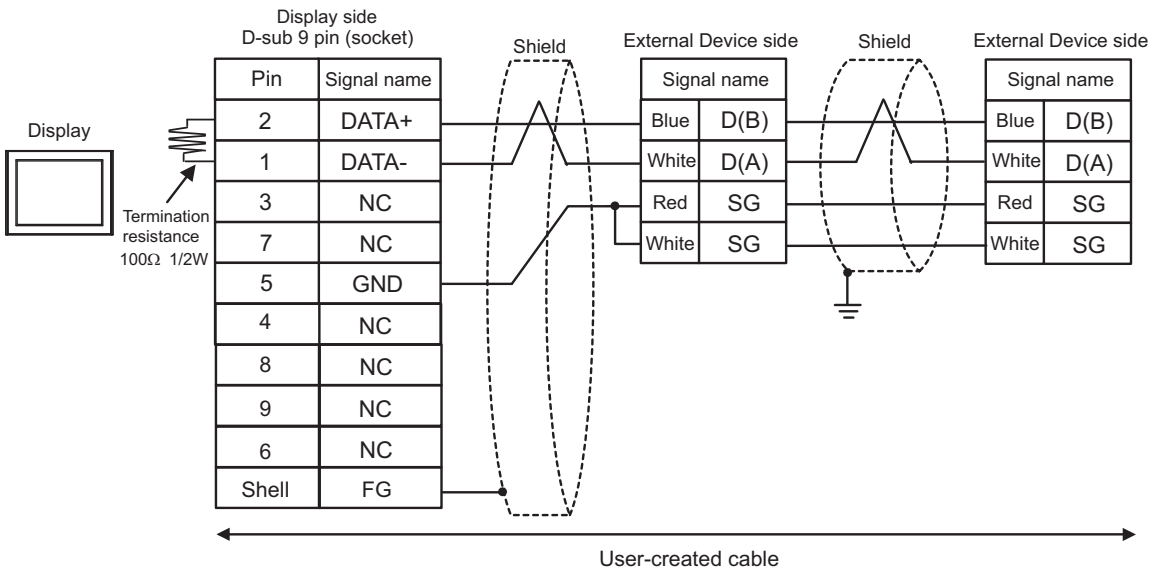 Display side
D-sub 9 pin (socket)
Shield
External Device side
Shield
External Device side
Pin Signal name
Signal name
Signal name
2 DATA+
Blue D(B)
Blue D(B)
Display
1 DATA-
White D(A)
White D(A)
3 NC
Red SG
Red SG
Termination
resistance
100Ω 1/2W
7 NC
White SG
White SG
5 GND
4 NC
8 NC
9 NC
6 NC
Shell FG
User-created cable